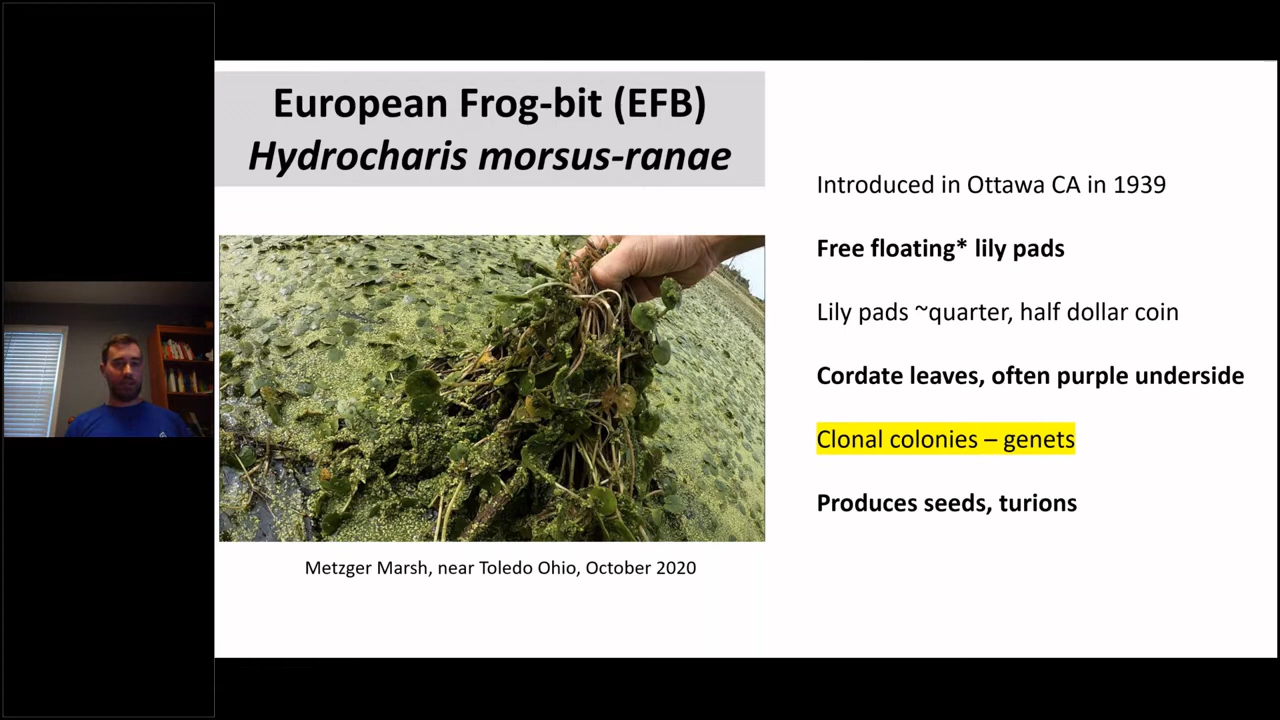 European Frog-bit (EFB)
Hydrocharis morsus-ranae
Introduced in Ottawa CA in 1939
Free floating* lily pads
Lily pads ~quarter, half dollar coin
Cordate leaves, often purple underside
Clonal colonies – genets
Produces seeds, turions
Metzger Marsh, near Toledo Ohio, October 2020